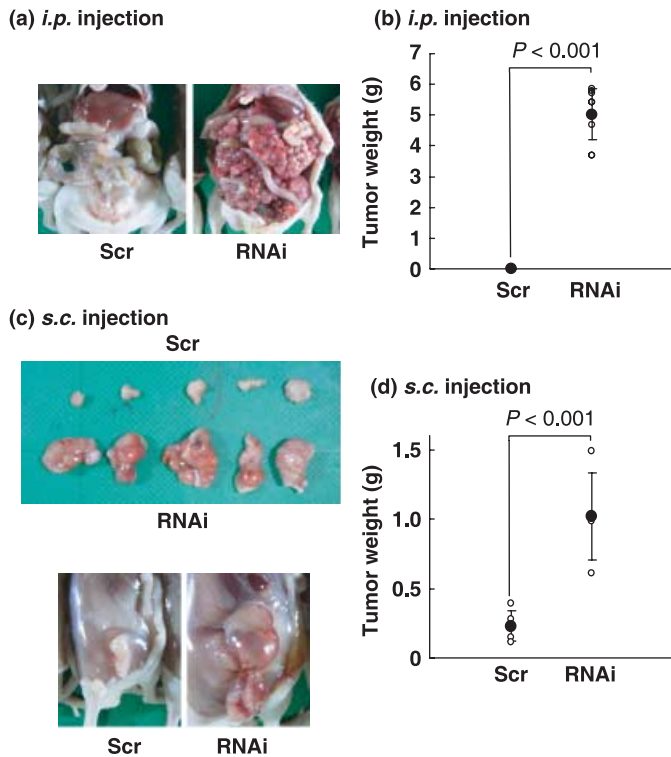 (a) i.p. injection
Scr RNAi
(b) i.p. injection
P < 0.001
Tumor weight (g)
7
6
5
4
3
2
1
0
Scr RNAi
(c) s.c. injection
Scr
RNAi
Scr RNAi
(d) s.c. injection
P < 0.001
Tumor weight (g)
1.5
1.0
0.5
0
Scr RNAi